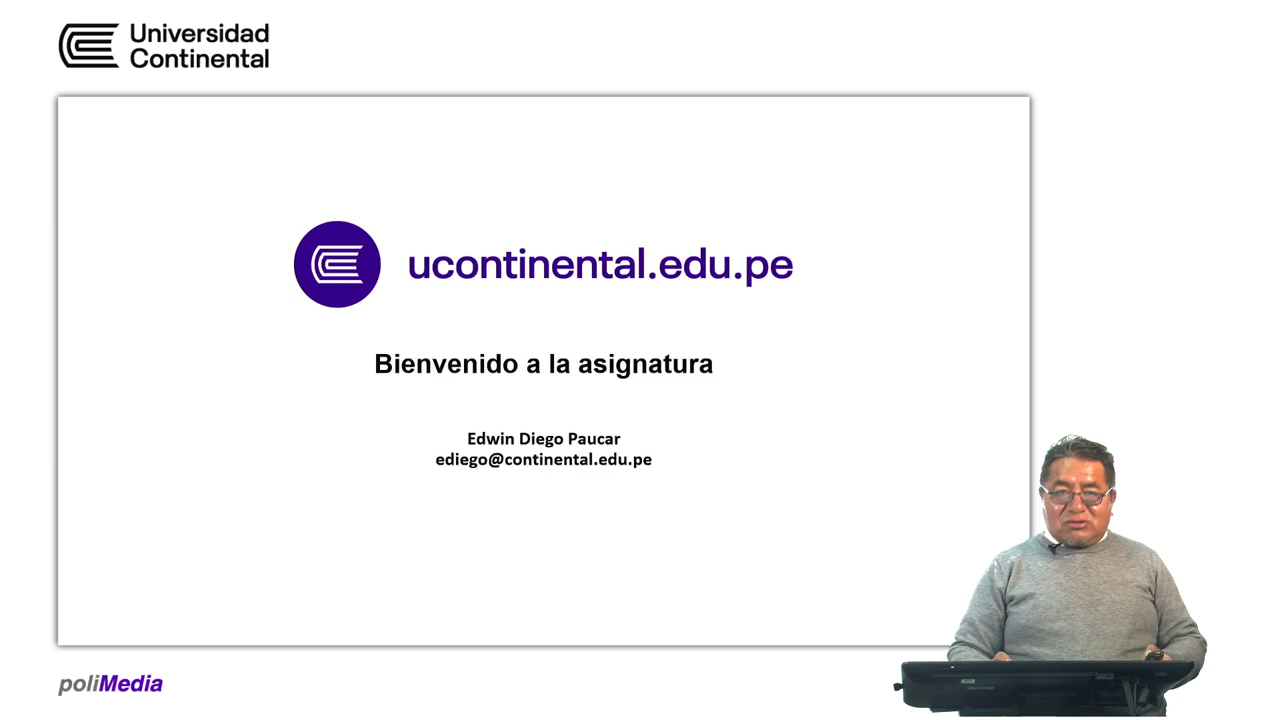 Universidad
Continental
ucontinental.edu.pe
Bienvenido a la asignatura
Edwin Diego Paucar
ediego@continental.edu.pe
poliMedia